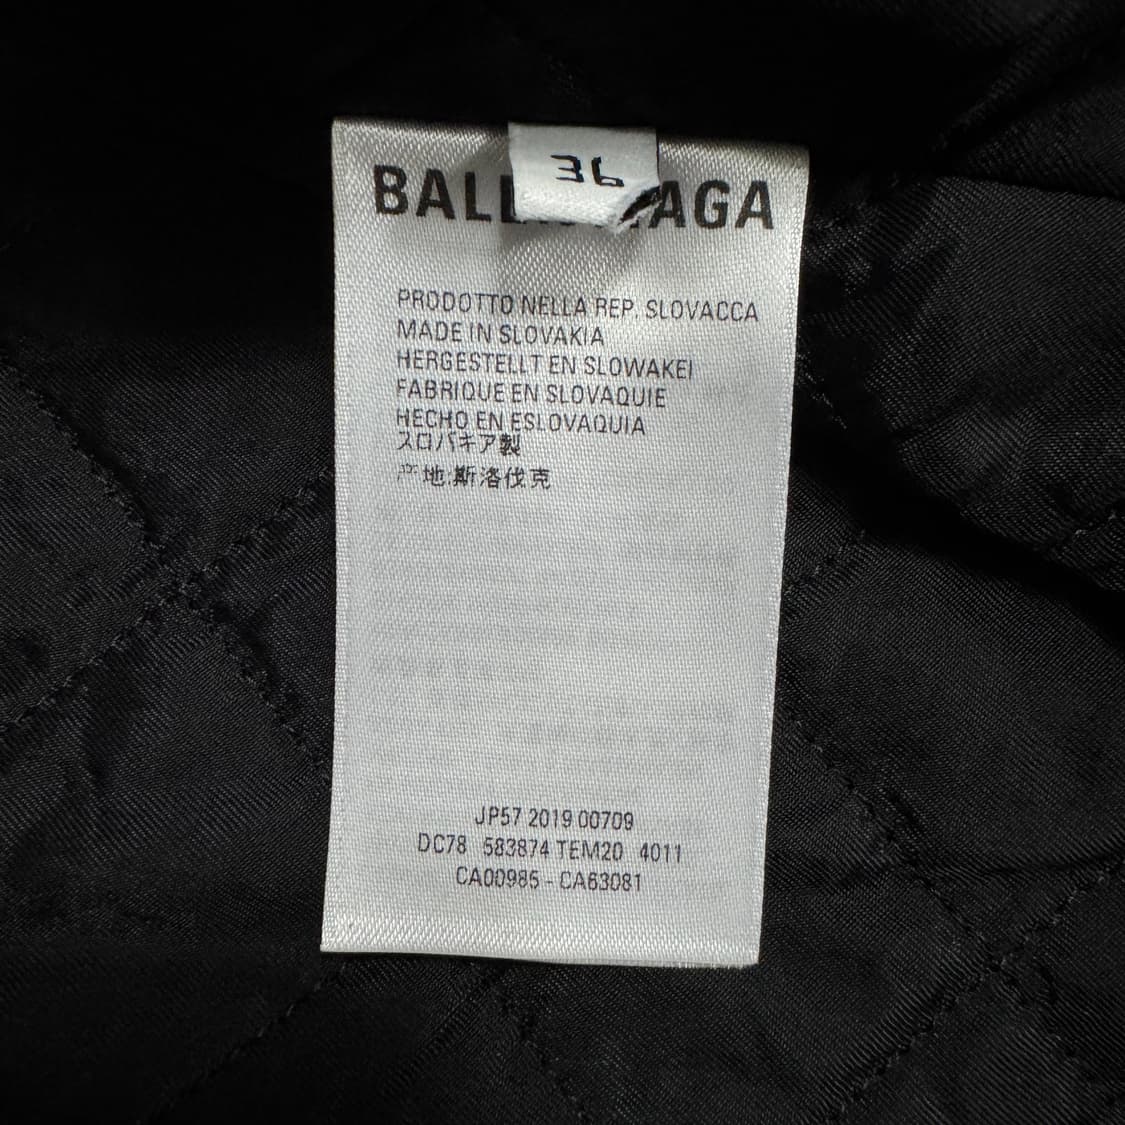 36
BALENCIAGA
PRODOTTO NELLA REP. SLOVACCA
MADE IN SLOVAKIA
HERGESTELLT EN SLOWAKEI
FABRIQUE EN SLOVAQUIE
HECHO EN ESLOVAQUIA
スロバキア製
产地:斯洛伐克
JP57 2019 00709
DC78 583874 TEM20 4011
CA00985 - CA63081